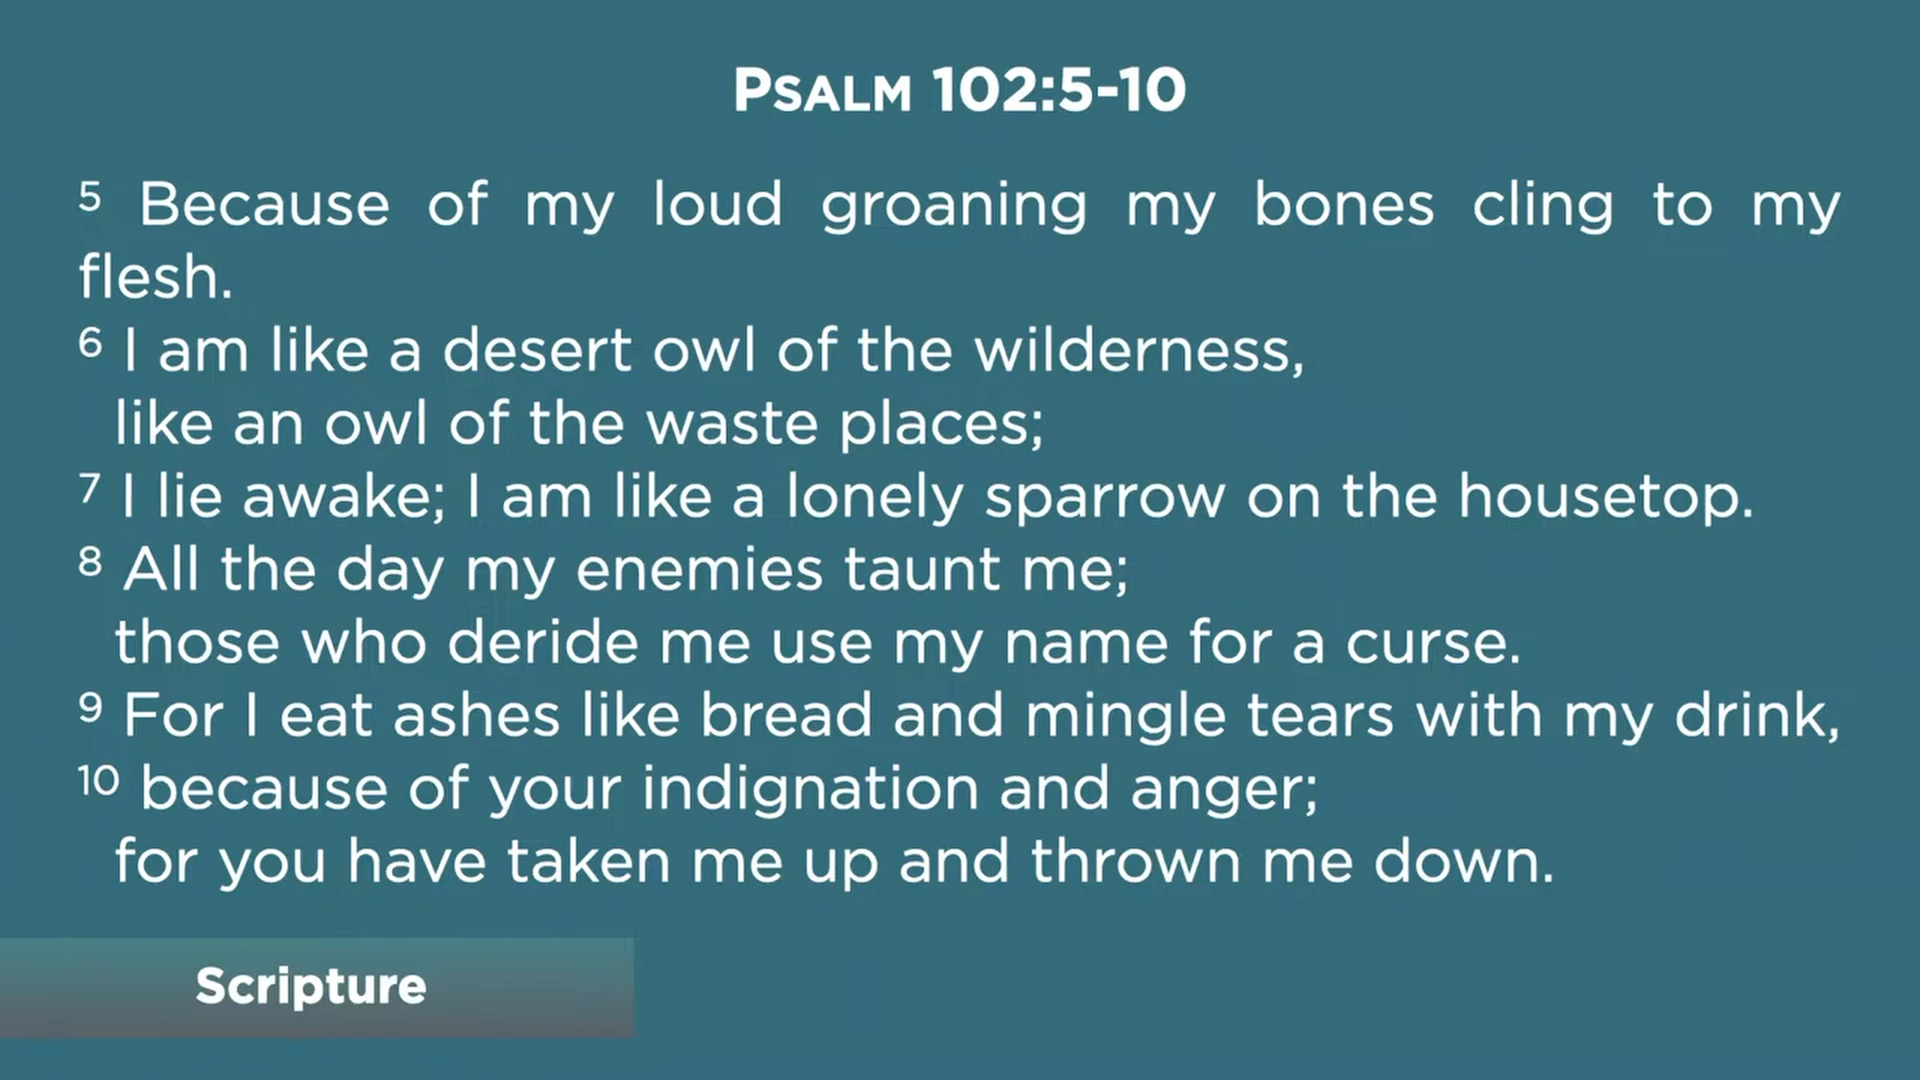 PSALM 102:5-10
5 Because of my loud groaning my bones cling to my
flesh.
6 I am like a desert owl of the wilderness,
like an owl of the waste places;
7 I lie awake; I am like a lonely sparrow on the housetop.
8 All the day my enemies taunt me;
those who deride me use my name for a curse.
9 For I eat ashes like bread and mingle tears with my drink,
10 because of your indignation and anger;
for you have taken me up and thrown me down.
Scripture